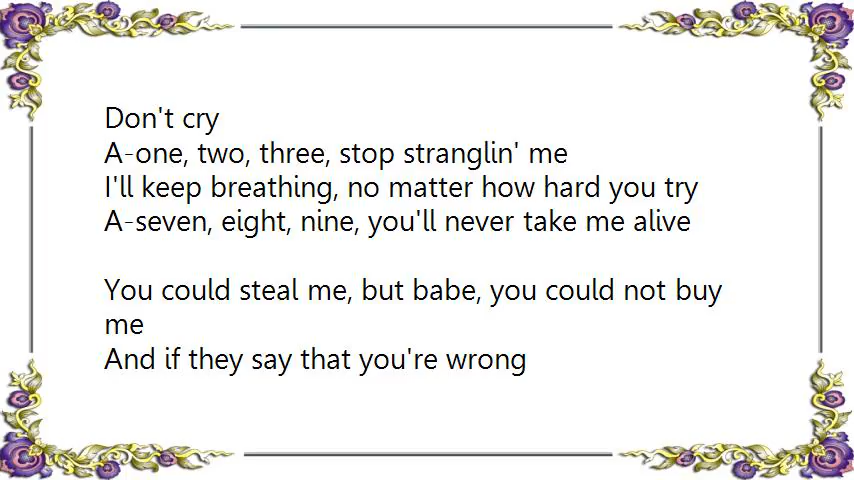 Don't cry
A-one, two, three, stop stranglin' me
I'll keep breathing, no matter how hard you try
A-seven, eight, nine, you'll never take me alive
You could steal me, but babe, you could not buy
me
And if they say that you're wrong